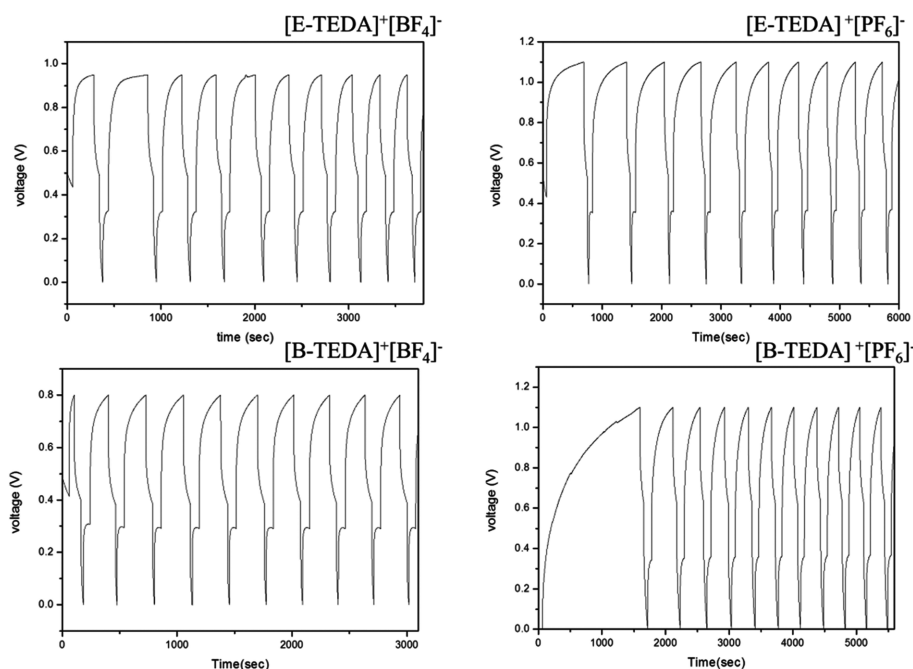 [E-TEDA]⁺[BF₄]⁻
[E-TEDA]⁺[PF₆]⁻
1.0
0.8
0.6
0.4
0.2
0.0
voltage (V)
0 1000 2000 3000
time (sec)
1.2
1.0
0.8
0.6
0.4
0.2
0.0
voltage (V)
0 1000 2000 3000 4000 5000 6000
Time(sec)
[B-TEDA]⁺[BF₄]⁻
[B-TEDA]⁺[PF₆]⁻
0.8
0.6
0.4
0.2
0.0
voltage (V)
0 1000 2000 3000
Time(sec)
1.2
1.0
0.8
0.6
0.4
0.2
0.0
voltage (V)
0 1000 2000 3000 4000 5000
Time(sec)